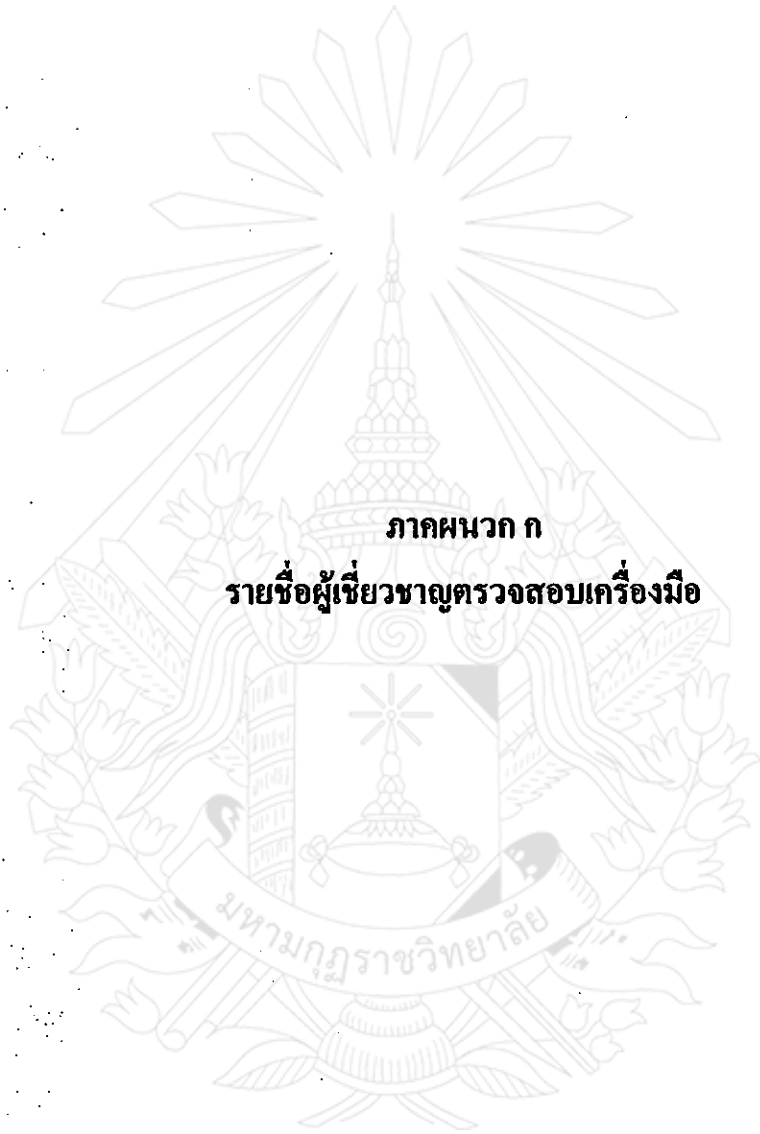 ภาคผนวก ก
รายชื่อผู้เชี่ยวชาญตรวจสอบเครื่องมือ
มหามกุฏราชวิทยาลัย